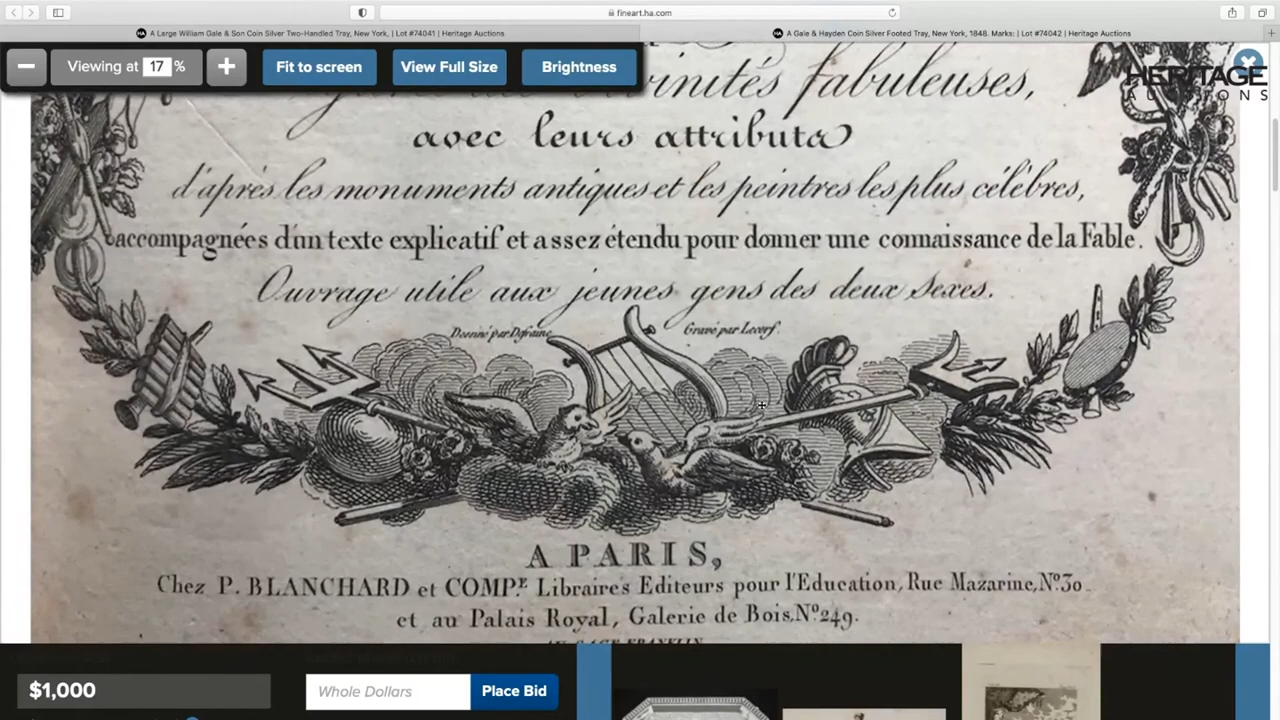 fineart.ha.com
A Large William Gale & Son Coin Silver Two-Handled Tray, New York, | Lot #74041 | Heritage Auctions
A Gale & Hayden Coin Silver Footed Tray, New York, 1848. Marks: | Lot #74042 | Heritage Auctions
Viewing at 17 %
Fit to screen
View Full Size
Brightness
HERITAGE
AUCTIONS
fabuleuses,
avec leurs attributs
d'après les monuments antiques et les peintres les plus célèbres,
accompagnées d'un texte explicatif et assez étendu pour donner une connaissance de la Fable.
Ouvrage utile aux jeunes gens des deux Sexes.
Dessiné par Defraine
Gravé par Lecerf.
A PARIS,
Chez P. BLANCHARD et COMP.E Libraires Editeurs pour l'Education, Rue Mazarine, N.o 30
et au Palais Royal, Galerie de Bois, N.o 249.
$1,000
Whole Dollars
Place Bid